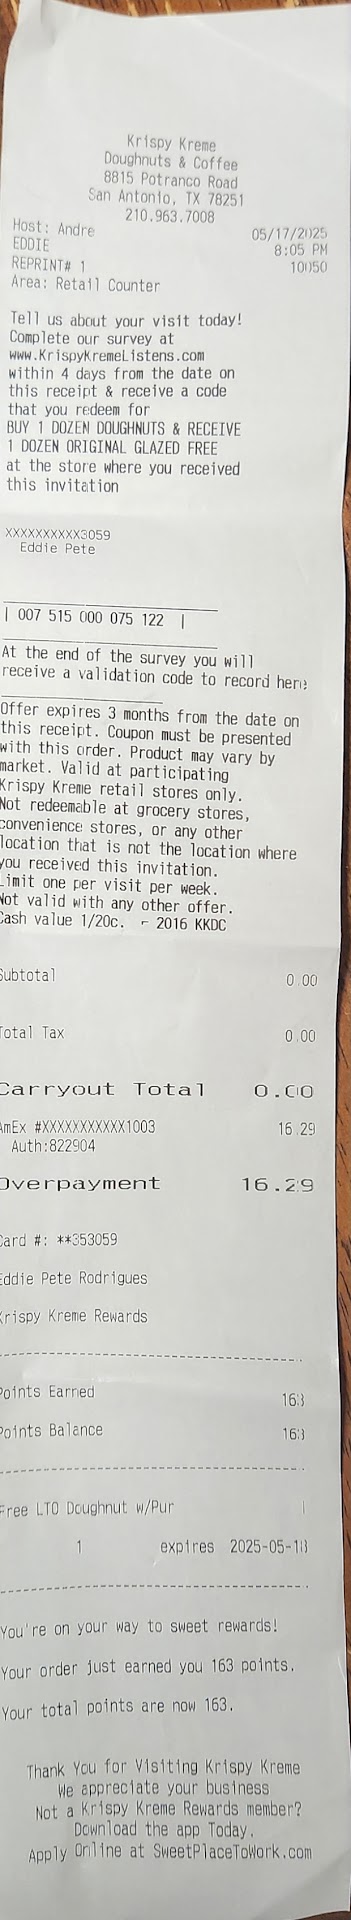 Krispy Kreme
Doughnuts & Coffee
8815 Potranco Road
San Antonio, TX 78251
210.963.7008
Host: Andre 05/17/2025
EDDIE 8:05 PM
REPRINT# 1 10050
Area: Retail Counter
Tell us about your visit today!
Complete our survey at
www.KrispyKremeListens.com
within 4 days from the date on
this receipt & receive a code
that you redeem for
BUY 1 DOZEN DOUGHNUTS & RECEIVE
1 DOZEN ORIGINAL GLAZED FREE
at the store where you received
this invitation
XXXXXXXXXX3059
Eddie Pete
| 007 515 000 075 122 |
At the end of the survey you will
receive a validation code to record here
Offer expires 3 months from the date on
this receipt. Coupon must be presented
with this order. Product may vary by
market. Valid at participating
Krispy Kreme retail stores only.
Not redeemable at grocery stores,
convenience stores, or any other
location that is not the location where
you received this invitation.
Limit one per visit per week.
Not valid with any other offer.
Cash value 1/20c. - 2016 KKDC
Subtotal 0.00
Total Tax 0.00
Carryout Total 0.00
AmEx #XXXXXXXXXXX1003 16.29
Auth:822904
Overpayment 16.29
Card #: **353059
Eddie Pete Rodrigues
Krispy Kreme Rewards
Points Earned 163
Points Balance 163
Free LTO Doughnut w/Pur
1 expires 2025-05-18
You're on your way to sweet rewards!
Your order just earned you 163 points.
Your total points are now 163.
Thank You for Visiting Krispy Kreme
We appreciate your business
Not a Krispy Kreme Rewards member?
Download the app Today.
Apply Online at SweetPlaceToWork.com